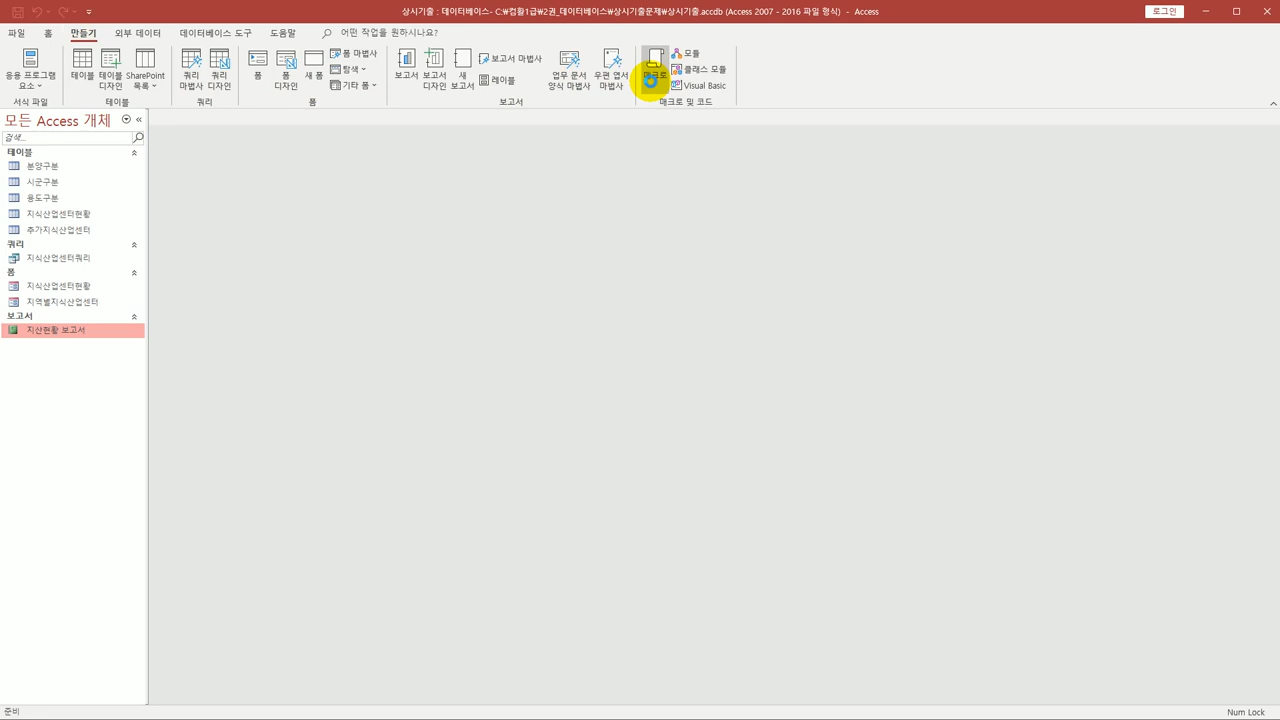 상시기술 : 데이터베이스- C:₩컴활1급₩2권_데이터베이스₩상시기출문제₩상시기출.accdb (Access 2007 - 2016 파일 형식)  -  Access
로그인
파일 홈 만들기 외부 데이터 데이터베이스 도구 도움말 어떤 작업을 원하시나요?
응용 프로그램 요소
서식 파일
테이블
테이블 디자인
SharePoint 목록
테이블
쿼리 마법사
쿼리 디자인
쿼리
폼
폼 디자인
새 폼
폼 마법사
탐색
기타 폼
폼
보고서
보고서 디자인
새 보고서
보고서 마법사
레이블
업무 문서 양식 마법사
우편 엽서 마법사
보고서
매크로
모듈
클래스 모듈
Visual Basic
매크로 및 코드
모든 Access 개체
검색...
테이블
분양구분
시군구분
용도구분
지식산업센터현황
추가지식산업센터
쿼리
지식산업센터쿼리
폼
지식산업센터현황
지역별지식산업센터
보고서
지산현황 보고서
준비
Num Lock